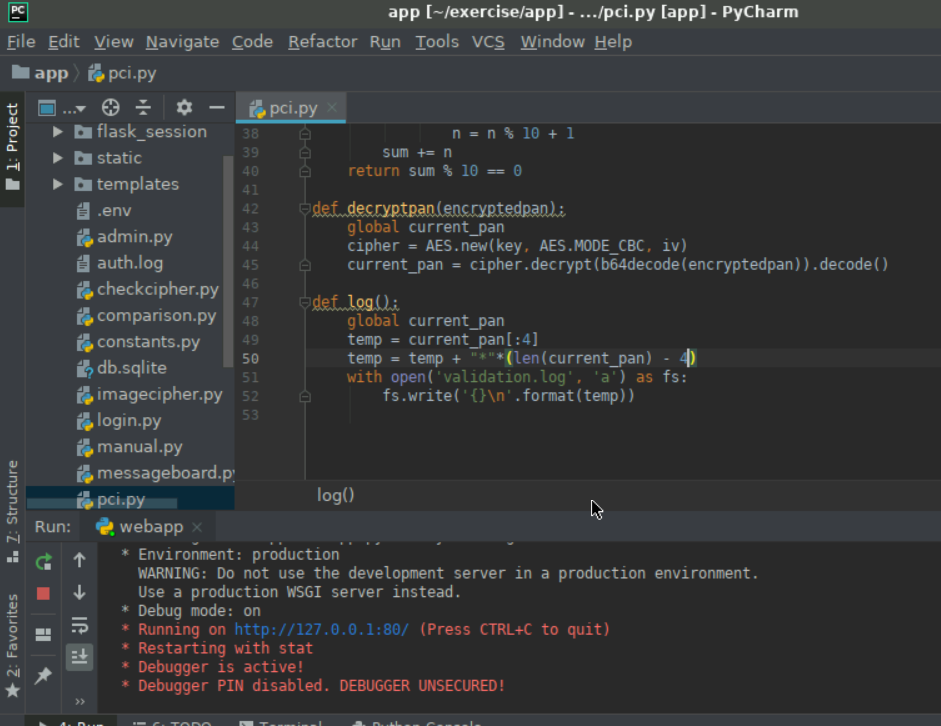 PC
app [~/exercise/app] - .../pci.py [app] - PyCharm
File Edit View Navigate Code Refactor Run Tools VCS Window Help
app pci.py
1: Project
... pci.py
flask_session
static
templates
.env
admin.py
auth.log
checkcipher.py
comparison.py
constants.py
db.sqlite
imagecipher.py
login.py
manual.py
messageboard.py
pci.py
38 n = n % 10 + 1
39 sum += n
40 return sum % 10 == 0
41
42 def decryptpan(encryptedpan):
43 global current_pan
44 cipher = AES.new(key, AES.MODE_CBC, iv)
45 current_pan = cipher.decrypt(b64decode(encryptedpan)).decode()
46
47 def log():
48 global current_pan
49 temp = current_pan[:4]
50 temp = temp + "*"*(len(current_pan) - 4)
51 with open('validation.log', 'a') as fs:
52 fs.write('{}\n'.format(temp))
53
log()
7: Structure
2: Favorites
Run: webapp
* Environment: production
WARNING: Do not use the development server in a production environment.
Use a production WSGI server instead.
* Debug mode: on
* Running on http://127.0.0.1:80/ (Press CTRL+C to quit)
* Restarting with stat
* Debugger is active!
* Debugger PIN disabled. DEBUGGER UNSECURED!
4: Run 6: TODO Terminal Python Console